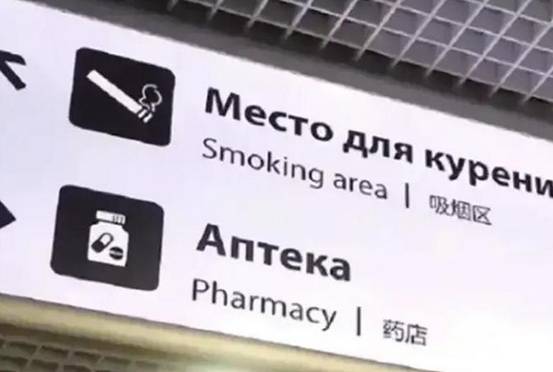 Место для курени
Smoking area | 吸烟区
Аптека
Pharmacy | 药店